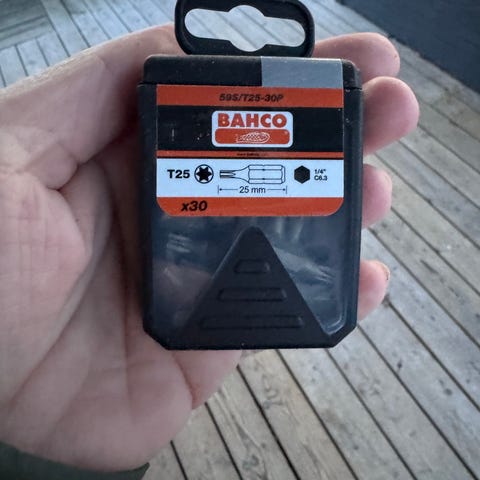 59S/T25-30P
BAHCO
T25
25 mm
1/4"
C6.3
x30